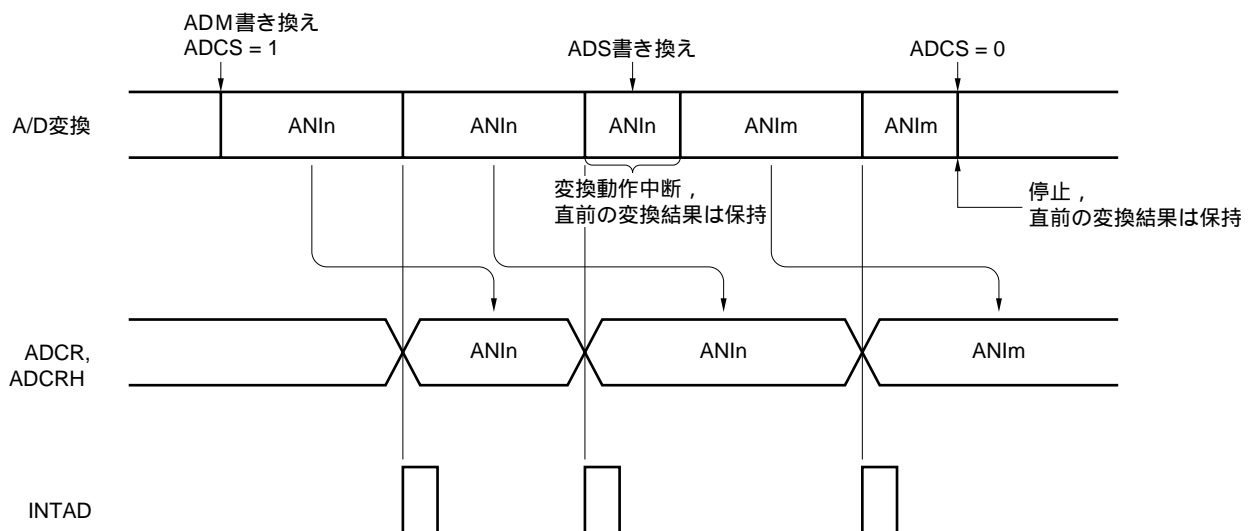 ADM書き換え
ADCS = 1
ADS書き換え
ADCS = 0
A/D変換
ANIn
ANIn
ANIn
ANIm
ANIm
変換動作中断，
直前の変換結果は保持
停止，
直前の変換結果は保持
ADCR,
ADCRH
ANIn
ANIn
ANIm
INTAD